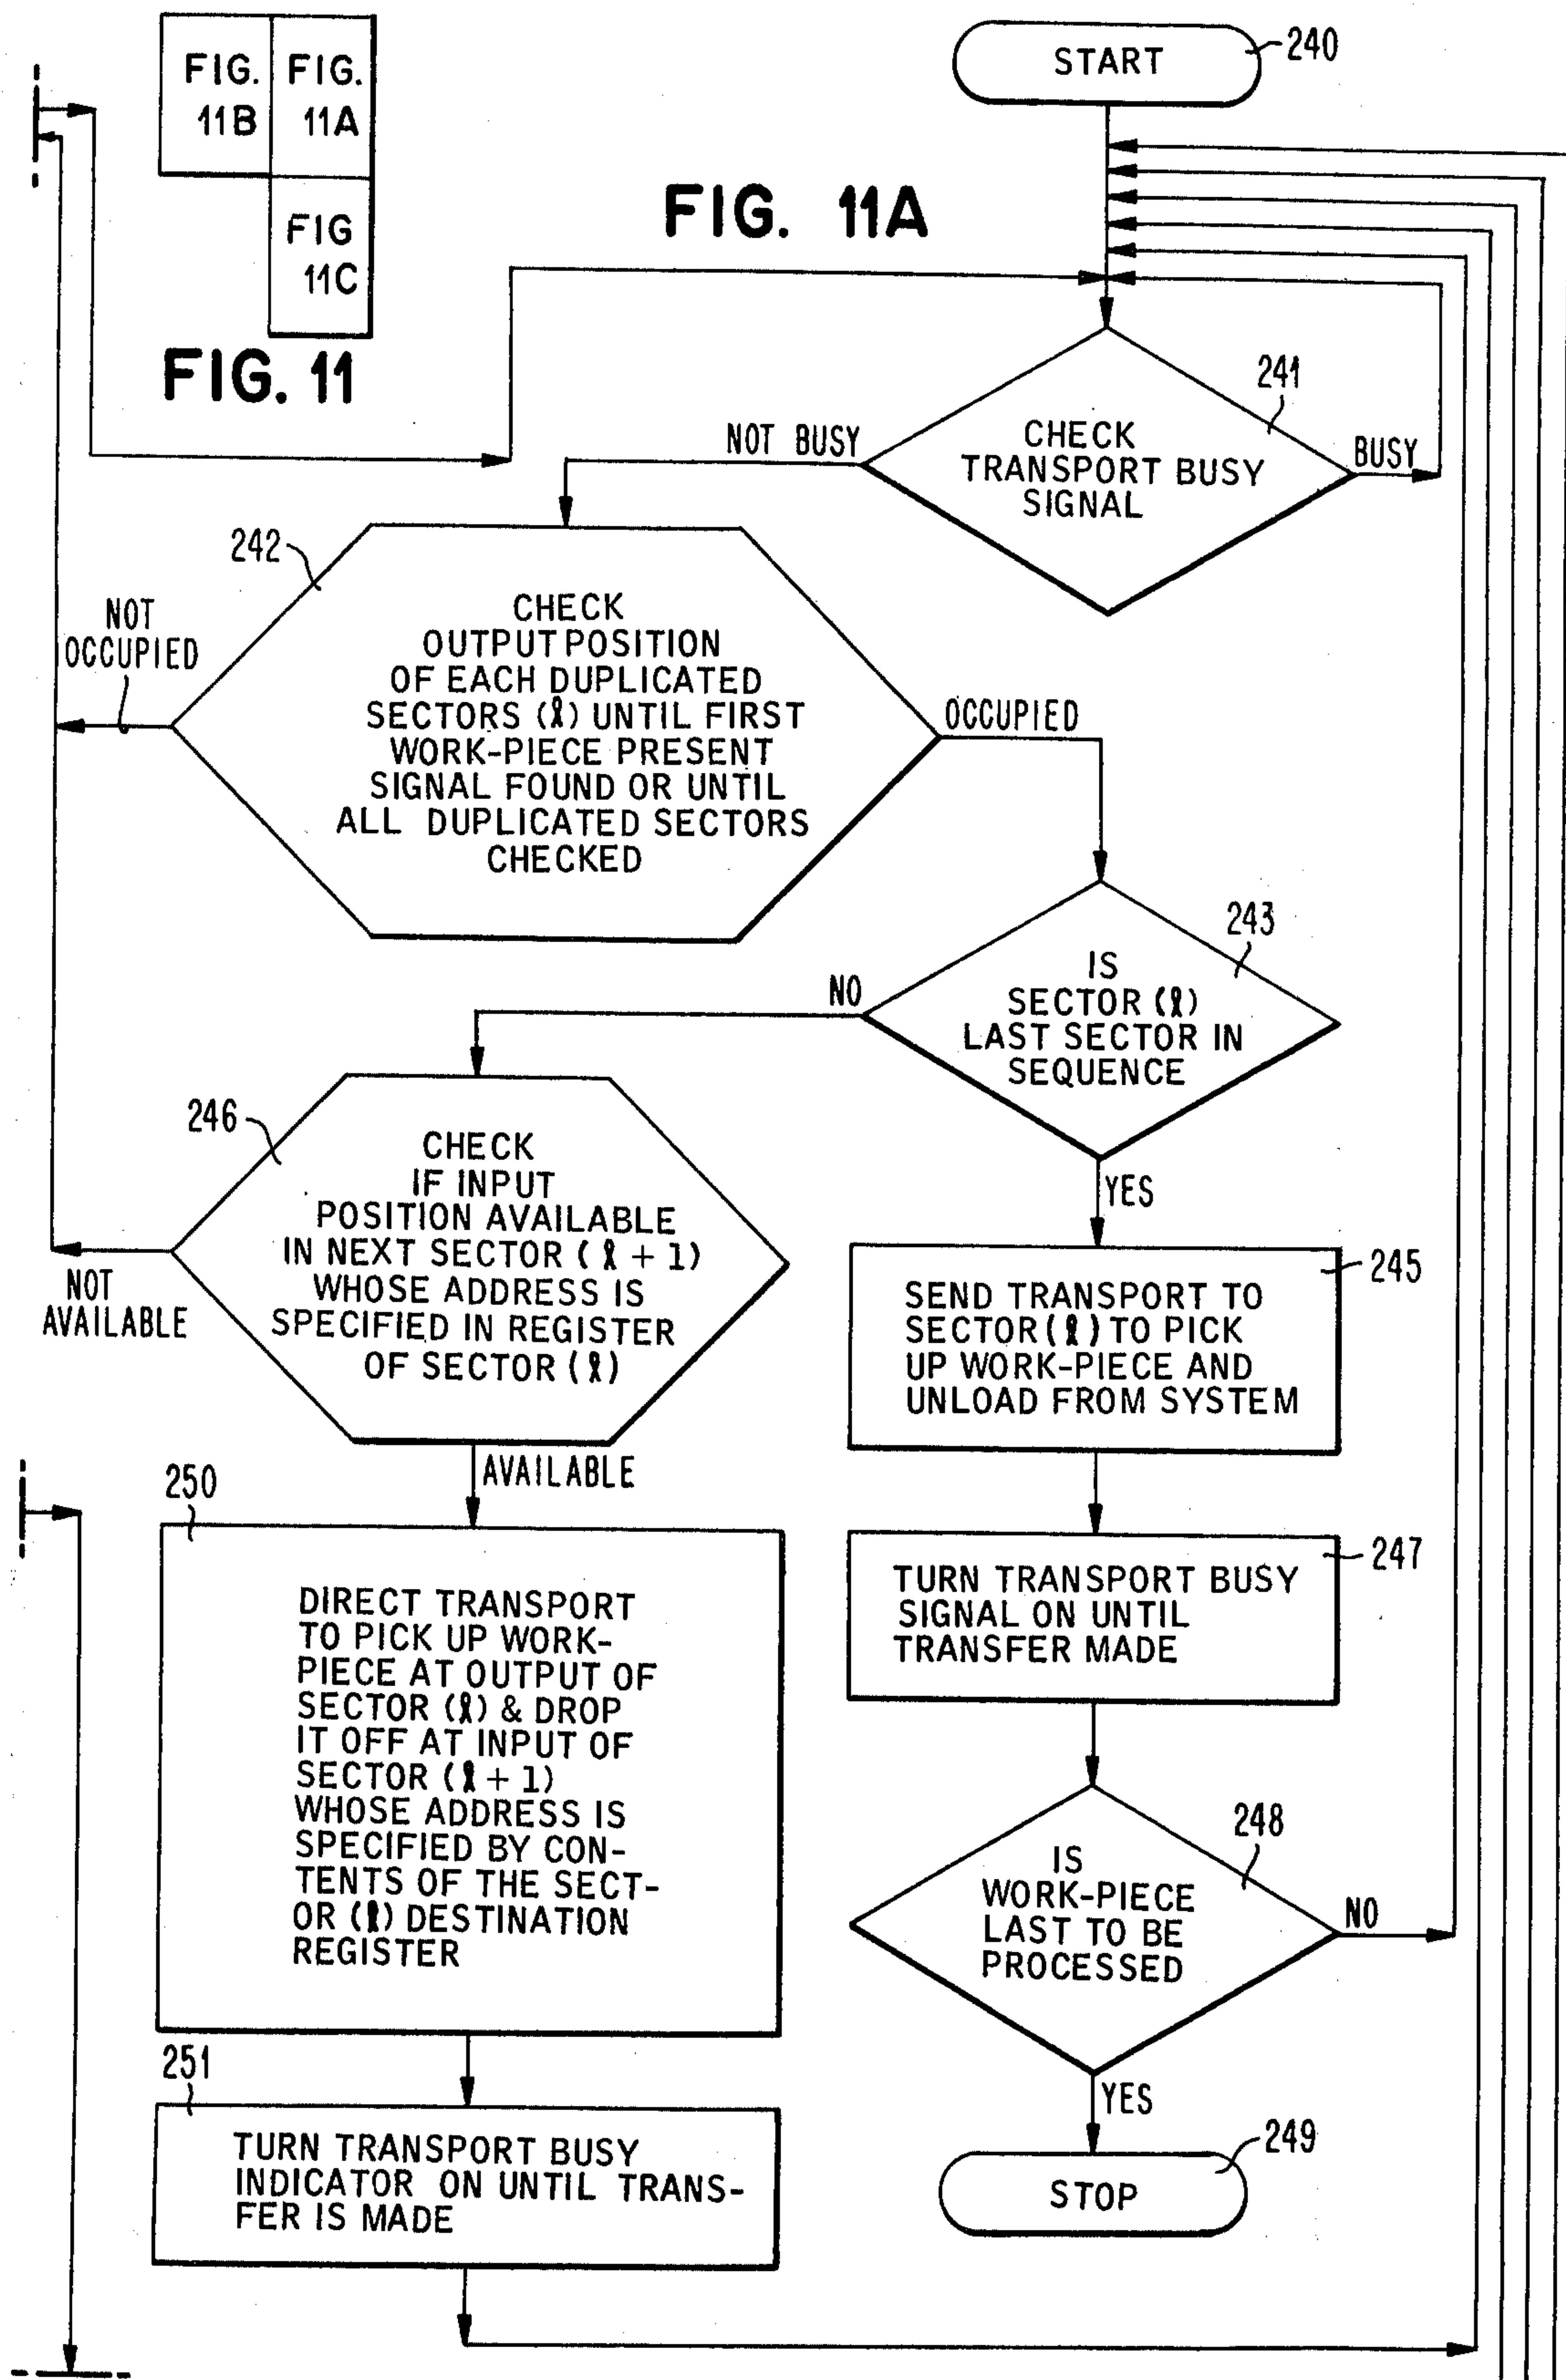 FIG. 11B
FIG. 11A
FIG 11C
FIG. 11
FIG. 11A
START
240
241
CHECK
TRANSPORT BUSY
SIGNAL
NOT BUSY
BUSY
242
NOT
OCCUPIED
CHECK
OUTPUT POSITION
OF EACH DUPLICATED
SECTORS (ℓ) UNTIL FIRST
WORK-PIECE PRESENT
SIGNAL FOUND OR UNTIL
ALL DUPLICATED SECTORS
CHECKED
OCCUPIED
243
IS
SECTOR (ℓ)
LAST SECTOR IN
SEQUENCE
NO
YES
246
CHECK
IF INPUT
POSITION AVAILABLE
IN NEXT SECTOR (ℓ + 1)
WHOSE ADDRESS IS
SPECIFIED IN REGISTER
OF SECTOR (ℓ)
NOT
AVAILABLE
AVAILABLE
245
SEND TRANSPORT TO
SECTOR (ℓ) TO PICK
UP WORK-PIECE AND
UNLOAD FROM SYSTEM
247
TURN TRANSPORT BUSY
SIGNAL ON UNTIL
TRANSFER MADE
250
DIRECT TRANSPORT
TO PICK UP WORK-
PIECE AT OUTPUT OF
SECTOR (ℓ) & DROP
IT OFF AT INPUT OF
SECTOR (ℓ + 1)
WHOSE ADDRESS IS
SPECIFIED BY CON-
TENTS OF THE SECT-
OR (ℓ) DESTINATION
REGISTER
248
IS
WORK-PIECE
LAST TO BE
PROCESSED
NO
YES
251
TURN TRANSPORT BUSY
INDICATOR ON UNTIL TRANS-
FER IS MADE
249
STOP